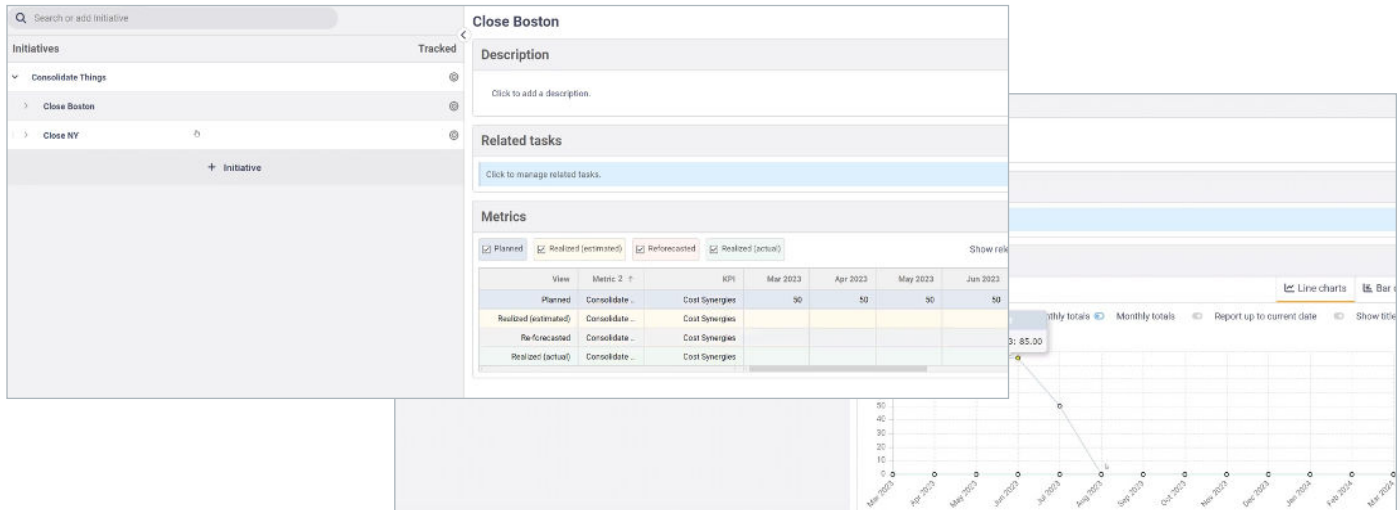 Search or add Initiative
Initiatives Tracked
Consolidate Things
Close Boston
Close NY
+ Initiative
Close Boston
Description
Click to add a description.
Related tasks
Click to manage related tasks.
Metrics
Planned Realized (estimated) Reforecasted Realized (actual) Show rele
View Metric 2 ↑ KPI Mar 2023 Apr 2023 May 2023 Jun 2023
Planned Consolidate .. Cost Synergies 50 50 50 50
Realized (estimated) Consolidate .. Cost Synergies
Re-forecasted Consolidate .. Cost Synergies
Realized (actual) Consolidate .. Cost Synergies
Line charts Bar
nthly totals Monthly totals Report up to current date Show title
3: 85.00
50
40
30
20
10
0
Mar 2023 Apr 2023 May 2023 Jun 2023 Jul 2023 Aug 2023 Sep 2023 Oct 2023 Nov 2023 Dec 2023 Jan 2024 Feb 2024 Mar 2024